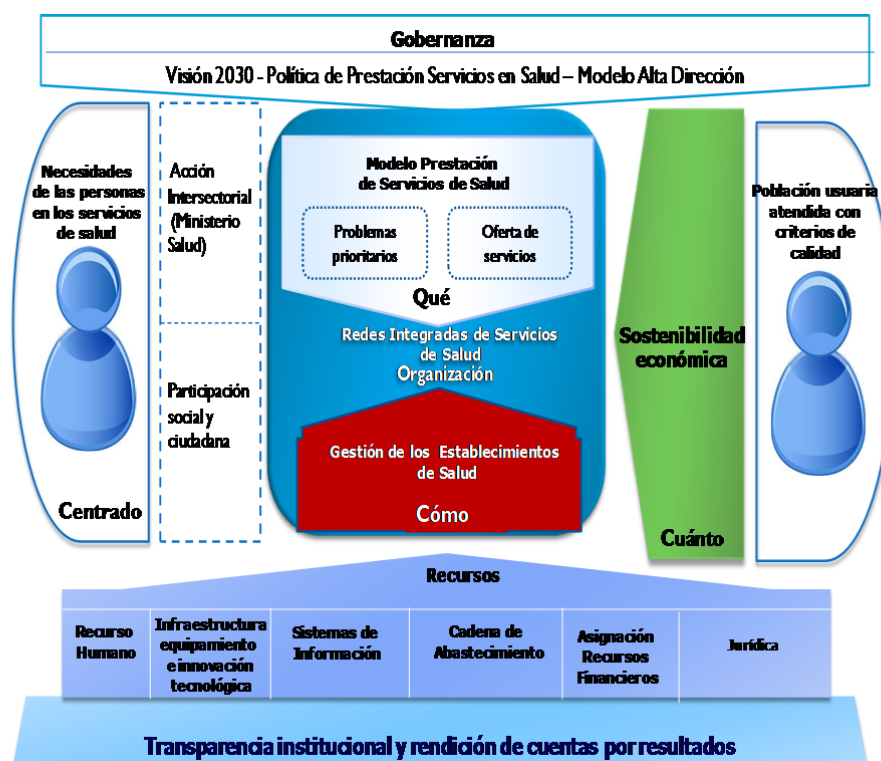 Gobernanza
Visión 2030 - Política de Prestación Servicios en Salud – Modelo Alta Dirección
Necesidades
de las personas
en los servicios
de salud
Centrado
Acción
Intersectorial
(Ministerio
Salud)
Participación
social y
ciudadana
Modelo Prestación
de Servicios de Salud
Problemas
prioritarios
Oferta de
servicios
Qué
Redes Integradas de Servicios
de Salud
Organización
Gestión de los Establecimientos
de Salud
Cómo
Sostenibilidad
económica
Cuánto
Población usuaria
atendida con
criterios de
calidad
Recursos
Recurso
Humano
Infraestructura
equipamiento
e innovación
tecnológica
Sistemas de
Información
Cadena de
Abastecimiento
Asignación
Recursos
Financieros
Jurídica
Transparencia institucional y rendición de cuentas por resultados